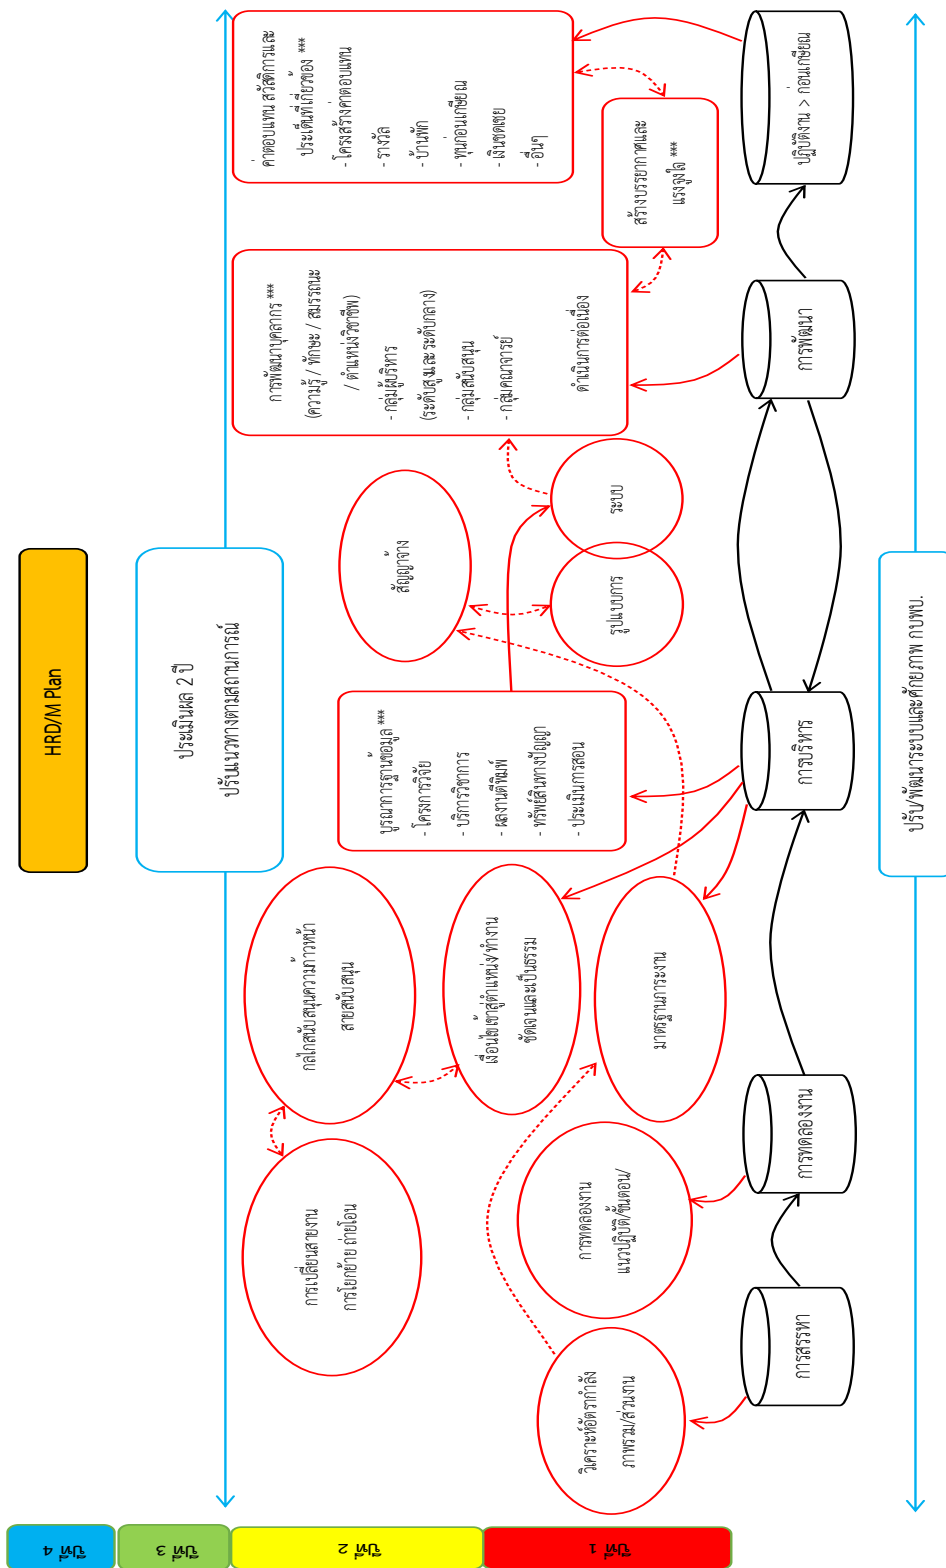 HRD/M Plan
ประเมินผล 2 ปี
ปรับแนวทางตามสถานการณ์
การเปลี่ยนสายงาน
การโยกย้าย ถ่ายโอน
กลไกสนับสนุนความก้าวหน้า
สายสนับสนุน
เงื่อนไขเข้าสู่ตำแหน่ง/ทำงาน
ชัดเจนและเป็นธรรม
มาตรฐานภาระงาน
การทดลองงาน
แนวปฏิบัติ/ขั้นตอน/
วิเคราะห์อัตรากำลัง
ภาพรวม/ส่วนงาน
บูรณาการฐานข้อมูล ***
- โครงการวิจัย
- บริการวิชาการ
- ผลงานตีพิมพ์
- ทรัพย์สินทางปัญญา
- ประเมินการสอน
สัญญาจ้าง
รูปแบบการ
ระบบ
การพัฒนาบุคลากร ***
(ความรู้ / ทักษะ / สมรรถนะ
/ ตำแหน่งวิชาชีพ)
- กลุ่มผู้บริหาร
(ระดับสูงและระดับกลาง)
- กลุ่มสนับสนุน
- กลุ่มคณาจารย์
ดำเนินการต่อเนื่อง
ค่าตอบแทน สวัสดิการและ
ประเด็นที่เกี่ยวข้อง ***
- โครงสร้างค่าตอบแทน
- รางวัล
- บ้านพัก
- ทุนก่อนเกษียณ
- เงินชดเชย
- อื่นๆ
สร้างบรรยากาศและ
แรงจูงใจ ***
การสรรหา
การทดลองงาน
การบริหาร
การพัฒนา
ปฏิบัติงาน > ก่อนเกษียณ
ปรับ/พัฒนาระบบและศักยภาพ กบพบ.
ปีที่ 4
ปีที่ 3
ปีที่ 2
ปีที่ 1